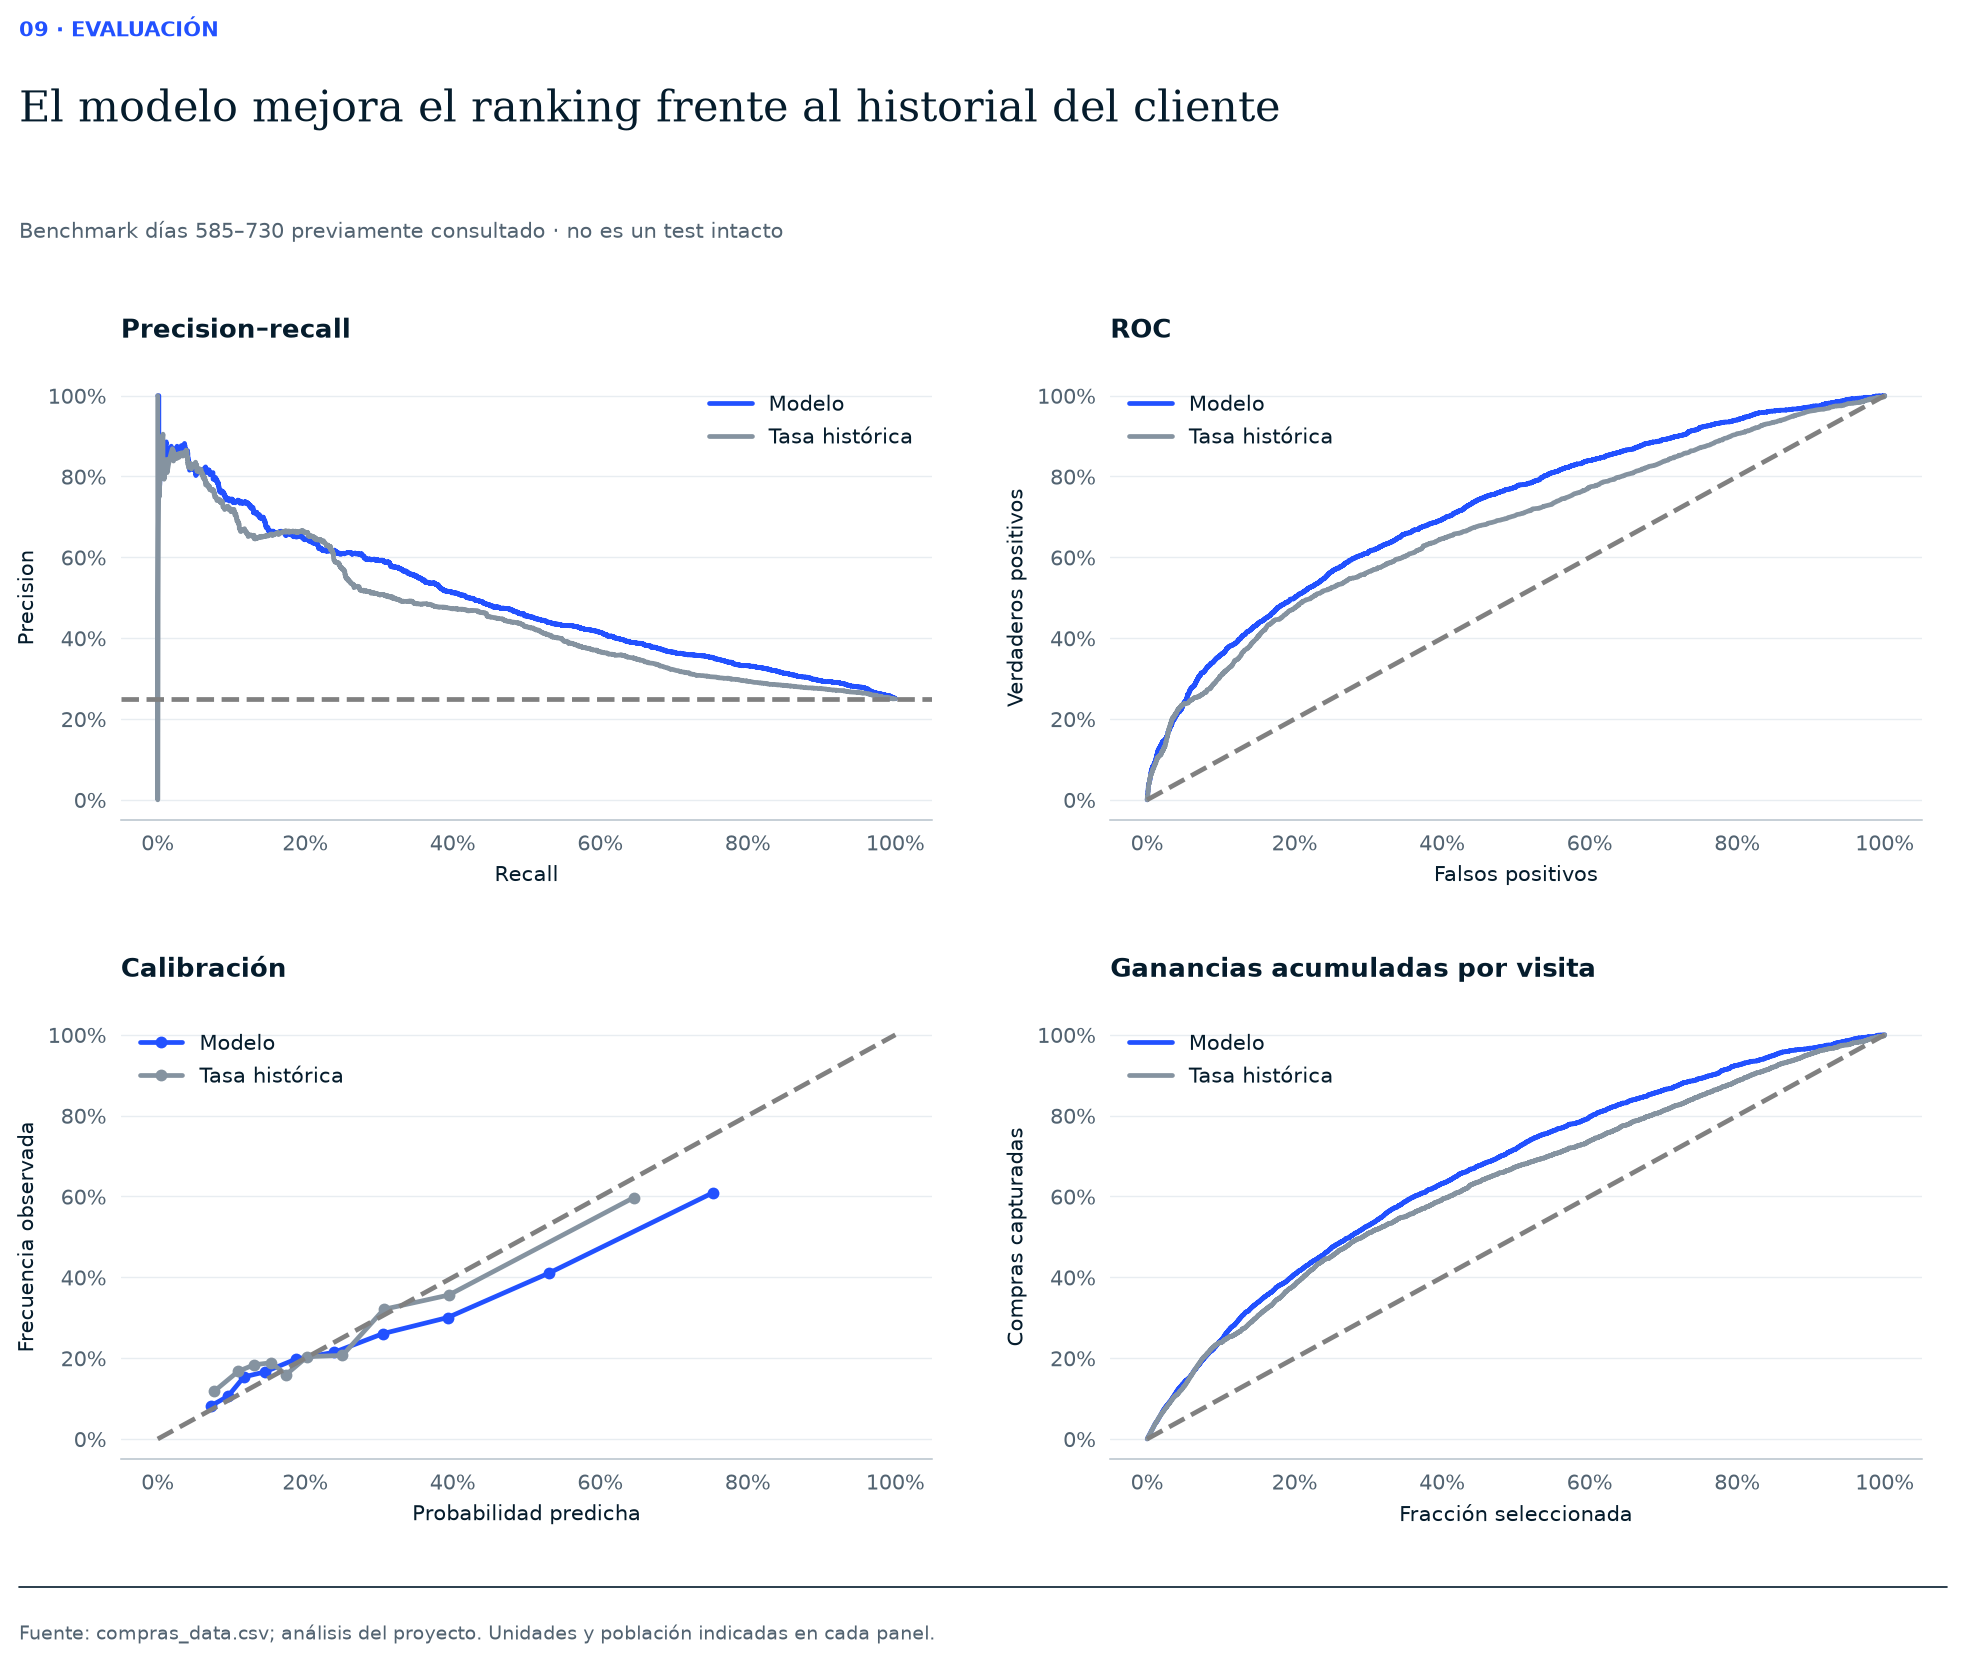 09 · EVALUACIÓN
El modelo mejora el ranking frente al historial del cliente
Benchmark días 585–730 previamente consultado · no es un test intacto
Precision–recall
100%
80%
60%
40%
20%
0%
Precision
Modelo
Tasa histórica
0%
20%
40%
60%
80%
100%
Recall
ROC
100%
80%
60%
40%
20%
0%
Verdaderos positivos
Modelo
Tasa histórica
0%
20%
40%
60%
80%
100%
Falsos positivos
Calibración
100%
80%
60%
40%
20%
0%
Frecuencia observada
Modelo
Tasa histórica
0%
20%
40%
60%
80%
100%
Probabilidad predicha
Ganancias acumuladas por visita
100%
80%
60%
40%
20%
0%
Compras capturadas
Modelo
Tasa histórica
0%
20%
40%
60%
80%
100%
Fracción seleccionada
Fuente: compras_data.csv; análisis del proyecto. Unidades y población indicadas en cada panel.